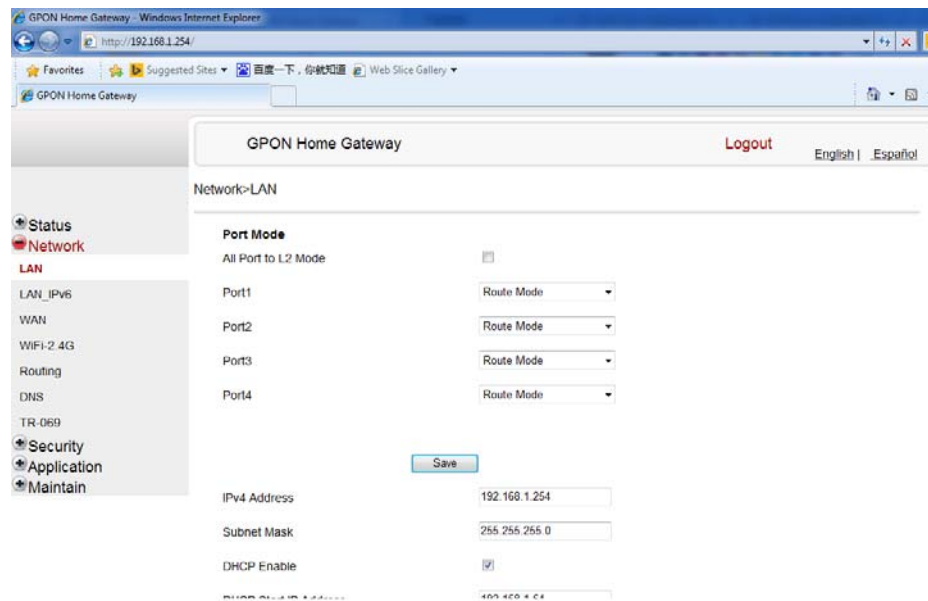 GPON Home Gateway - Windows Internet Explorer
http://192.168.1.254/
Favorites Suggested Sites 百度一下，你就知道 Web Slice Gallery
GPON Home Gateway
GPON Home Gateway Logout English | Español
Network>LAN
Status
Network
LAN
LAN_IPv6
WAN
WiFi-2.4G
Routing
DNS
TR-069
Security
Application
Maintain
Port Mode
All Port to L2 Mode
Port1 Route Mode
Port2 Route Mode
Port3 Route Mode
Port4 Route Mode
Save
IPv4 Address 192.168.1.254
Subnet Mask 255.255.255.0
DHCP Enable